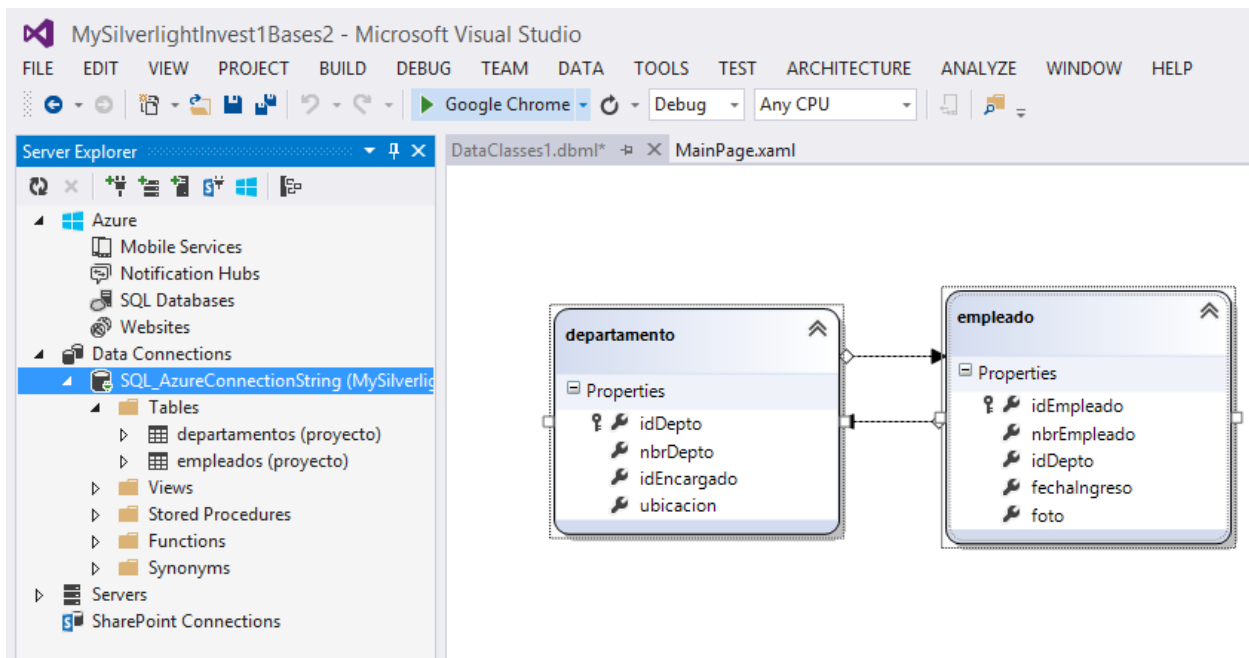 MySilverlightInvest1Bases2 - Microsoft Visual Studio
FILE EDIT VIEW PROJECT BUILD DEBUG TEAM DATA TOOLS TEST ARCHITECTURE ANALYZE WINDOW HELP
Google Chrome Debug Any CPU
Server Explorer
DataClasses1.dbml* MainPage.xaml
Azure
Mobile Services
Notification Hubs
SQL Databases
Websites
Data Connections
SQL_AzureConnectionString (MySilverlig
Tables
departamentos (proyecto)
empleados (proyecto)
Views
Stored Procedures
Functions
Synonyms
Servers
SharePoint Connections
departamento
Properties
idDepto
nbrDepto
idEncargado
ubicacion
empleado
Properties
idEmpleado
nbrEmpleado
idDepto
fechaIngreso
foto